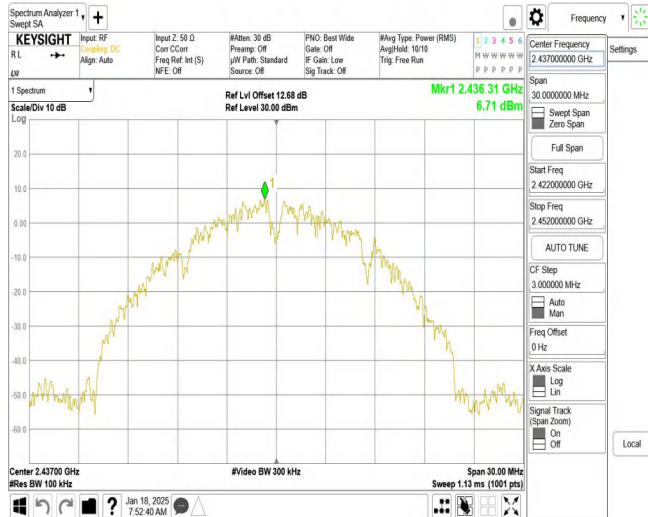 Spectrum Analyzer 1
Swept SA
+
Frequency
KEYSIGHT
RL
LXI
Input: RF
Coupling: DC
Align: Auto
Input Z: 50 Ω
Corr CCorr
Freq Ref: Int (S)
NFE: Off
#Atten: 30 dB
Preamp: Off
µW Path: Standard
Source: Off
PNO: Best Wide
Gate: Off
IF Gain: Low
Sig Track: Off
#Avg Type: Power (RMS)
Avg|Hold: 10/10
Trig: Free Run
1 2 3 4 5 6
M W W W W W
P P P P P P
1 Spectrum
Scale/Div 10 dB
Log
Ref Lvl Offset 12.68 dB
Ref Level 30.00 dBm
Mkr1 2.436 31 GHz
6.71 dBm
20.0
10.0
0.00
-10.0
-20.0
-30.0
-40.0
-50.0
-60.0
1
Center 2.43700 GHz
#Res BW 100 kHz
#Video BW 300 kHz
Span 30.00 MHz
Sweep 1.13 ms (1001 pts)
Center Frequency
2.437000000 GHz
Settings
Span
30.0000000 MHz
Swept Span
Zero Span
Full Span
Start Freq
2.422000000 GHz
Stop Freq
2.452000000 GHz
AUTO TUNE
CF Step
3.000000 MHz
Auto
Man
Freq Offset
0 Hz
X Axis Scale
Log
Lin
Signal Track
(Span Zoom)
On
Off
Local
?
Jan 18, 2025
7:52:40 AM